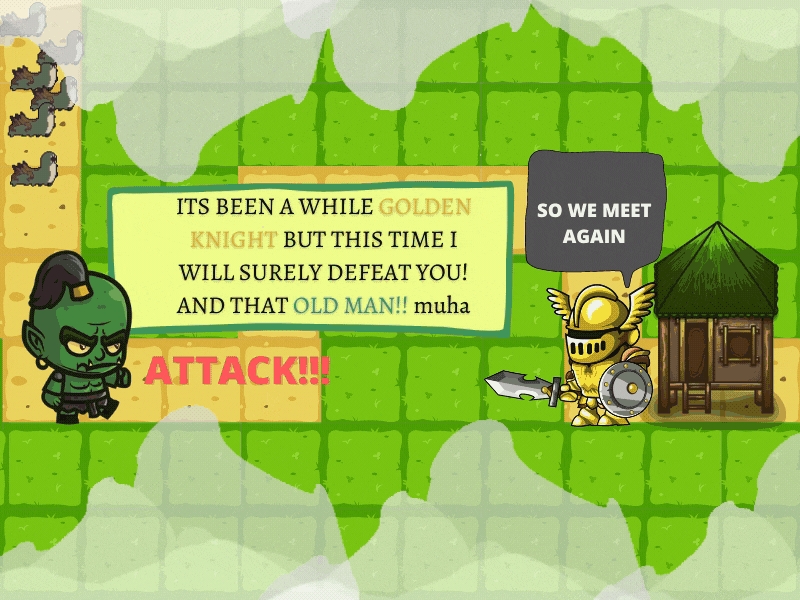 ITS BEEN A WHILE GOLDEN
KNIGHT BUT THIS TIME I
WILL SURELY DEFEAT YOU!
AND THAT OLD MAN!! muha
SO WE MEET
AGAIN
ATTACK!!!